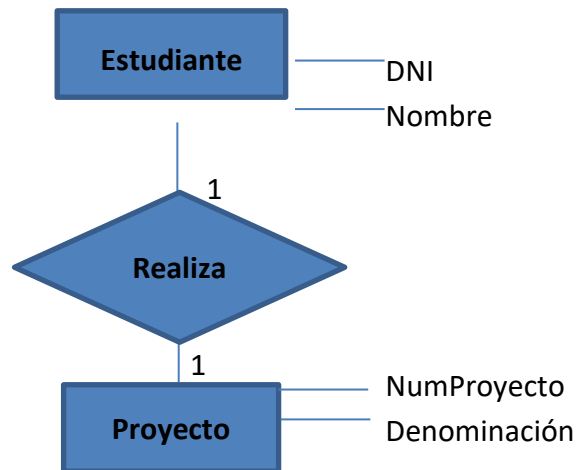 Estudiante
DNI
Nombre
1
Realiza
1
NumProyecto
Proyecto
Denominación